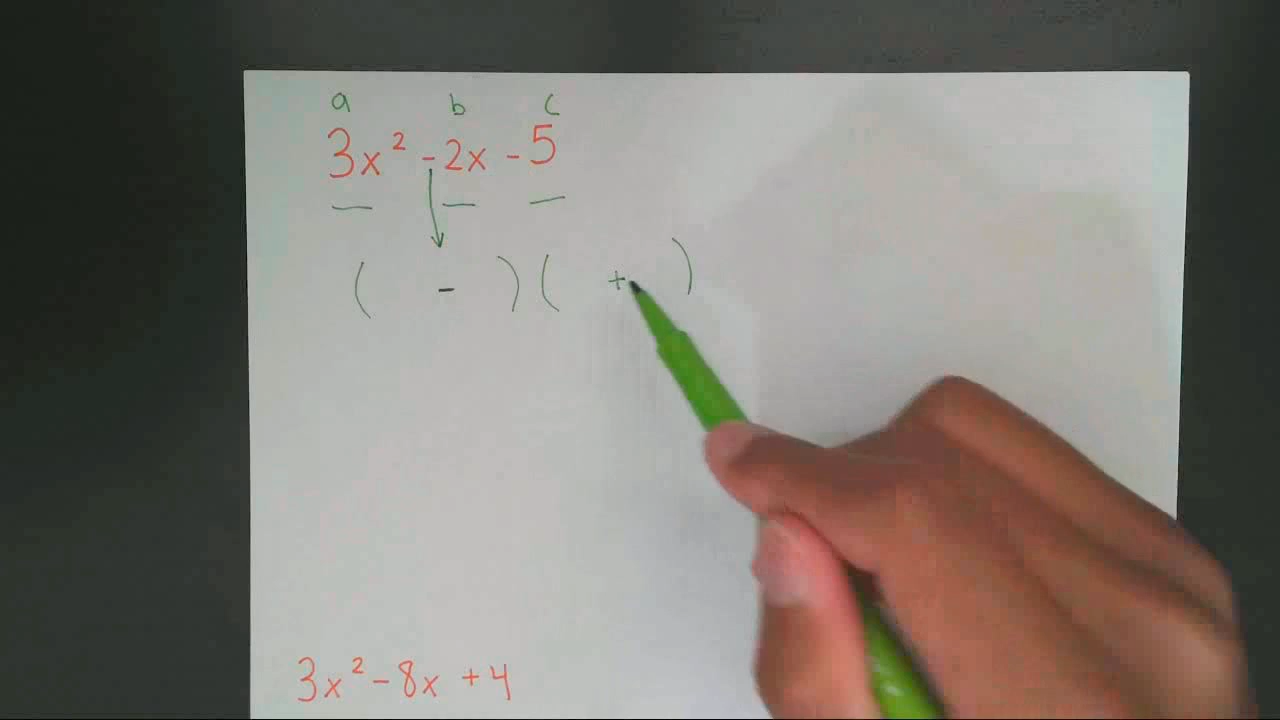 a b c
3x² -2x -5
( - ) ( + )
3x² -8x +4